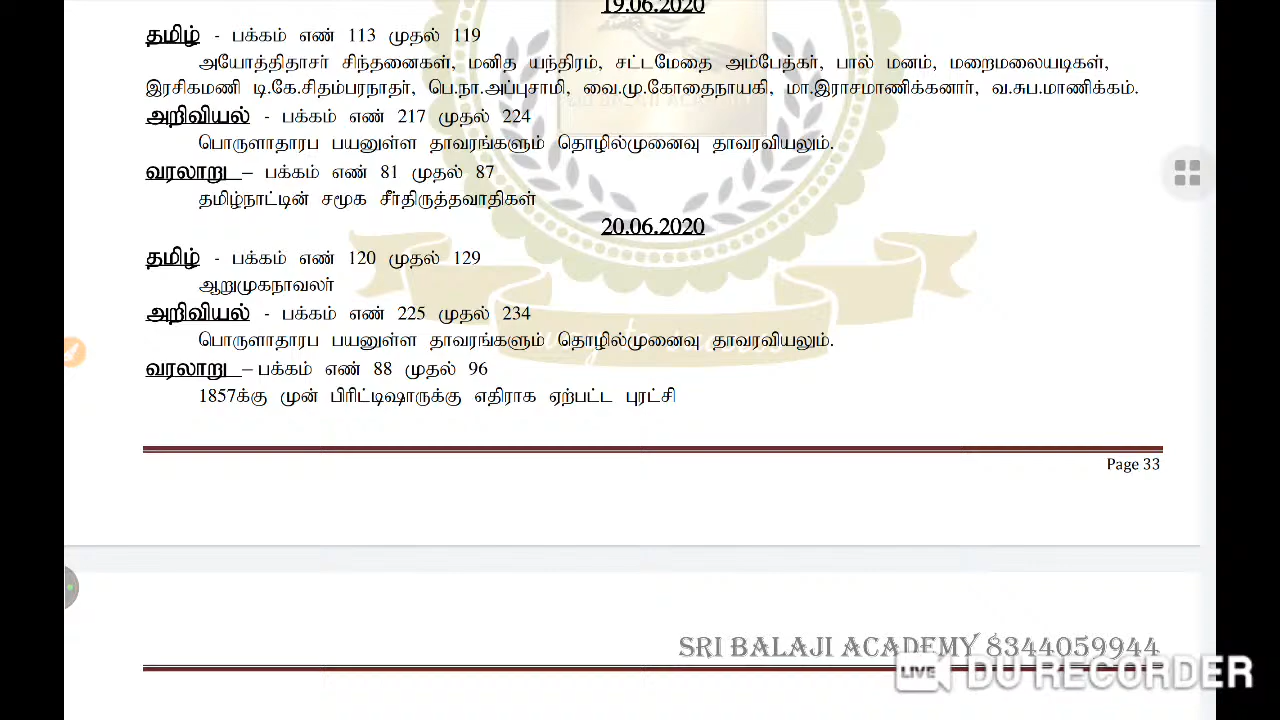 19.06.2020
தமிழ் - பக்கம் எண் 113 முதல் 119
அயோத்திதாசர் சிந்தனைகள், மனித யந்திரம், சட்டமேதை அம்பேத்கர், பால் மனம், மறைமலையடிகள்,
இரசிகமணி டி.கே.சிதம்பரநாதர், பெ.நா.அப்புசாமி, வை.மு.கோதைநாயகி, மா.இராசமாணிக்கனார், வ.சுப.மாணிக்கம்.
அறிவியல் - பக்கம் எண் 217 முதல் 224
பொருளாதாரப பயனுள்ள தாவரங்களும் தொழில்முனைவு தாவரவியலும்.
வரலாறு – பக்கம் எண் 81 முதல் 87
தமிழ்நாட்டின் சமூக சீர்திருத்தவாதிகள்
20.06.2020
தமிழ் - பக்கம் எண் 120 முதல் 129
ஆறுமுகநாவலர்
அறிவியல் - பக்கம் எண் 225 முதல் 234
பொருளாதாரப பயனுள்ள தாவரங்களும் தொழில்முனைவு தாவரவியலும்.
வரலாறு – பக்கம் எண் 88 முதல் 96
1857க்கு முன் பிரிட்டிஷாருக்கு எதிராக ஏற்பட்ட புரட்சி
Page 33
SRI BALAJI ACADEMY 8344059944
LIVE DU RECORDER